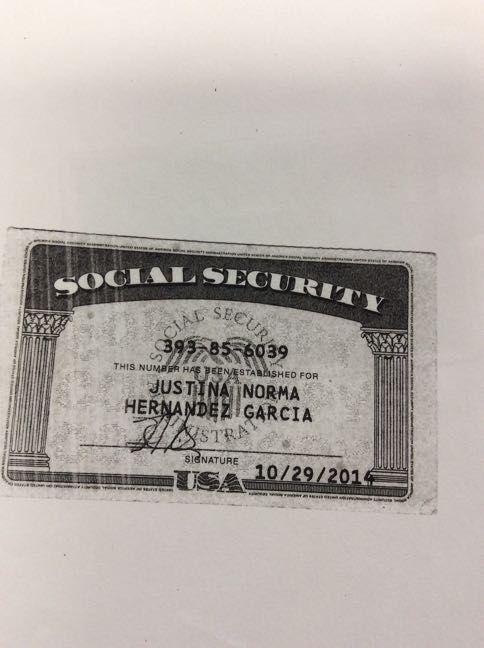 SOCIAL SECURITY
SOCIAL SECURITY
393-85-6039
THIS NUMBER HAS BEEN ESTABLISHED FOR
JUSTINA NORMA
HERNANDEZ GARCIA
SIGNATURE
USA 10/29/2014